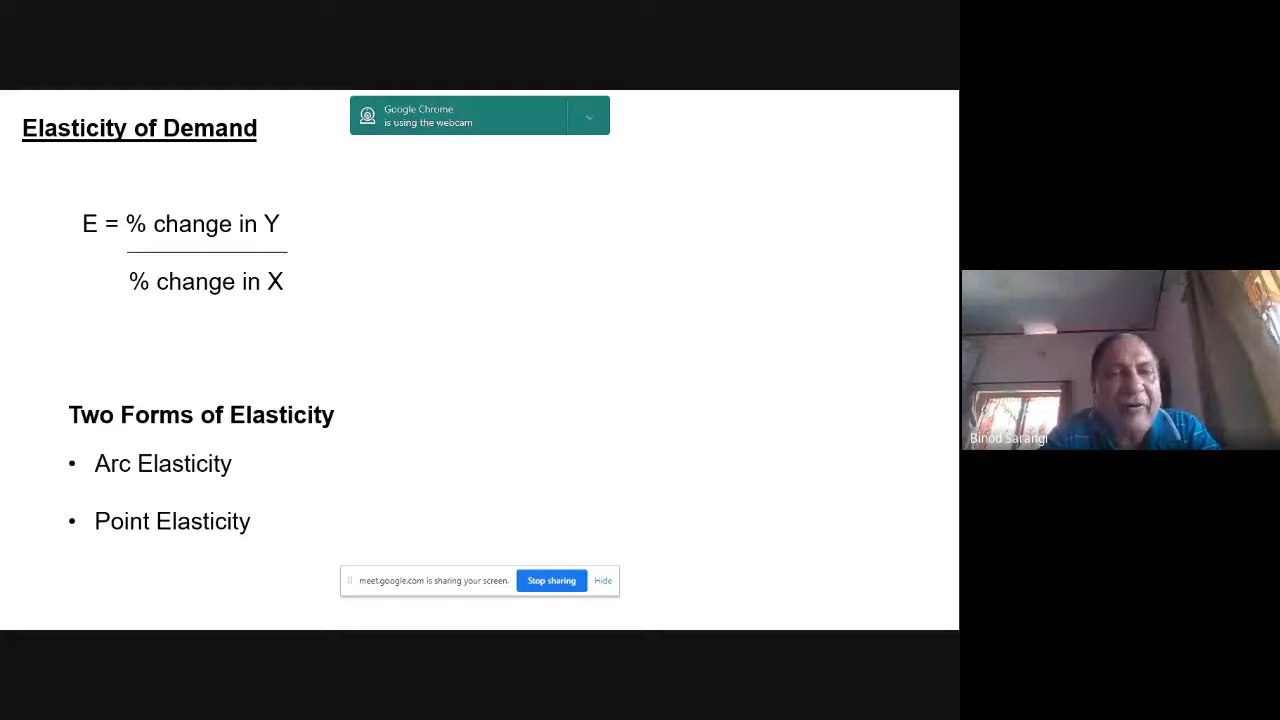 Elasticity of Demand
Google Chrome
is using the webcam
E = % change in Y
% change in X
Two Forms of Elasticity
• Arc Elasticity
• Point Elasticity
meet.google.com is sharing your screen.
Stop sharing
Hide
Binod Sarangi